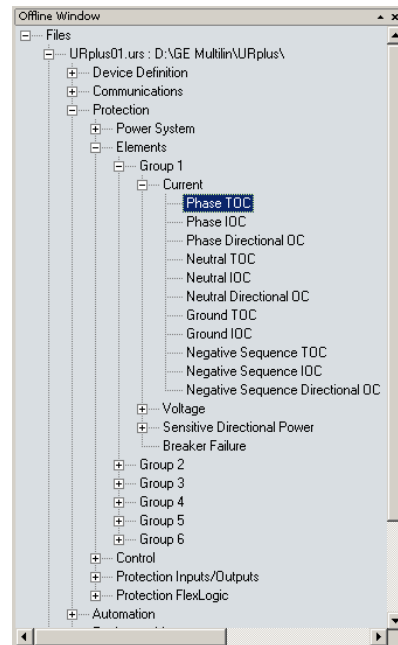 Offline Window
Files
URplus01.urs : D:\GE Multilin\URplus\
Device Definition
Communications
Protection
Power System
Elements
Group 1
Current
Phase TOC
Phase IOC
Phase Directional OC
Neutral TOC
Neutral IOC
Neutral Directional OC
Ground TOC
Ground IOC
Negative Sequence TOC
Negative Sequence IOC
Negative Sequence Directional OC
Voltage
Sensitive Directional Power
Breaker Failure
Group 2
Group 3
Group 4
Group 5
Group 6
Control
Protection Inputs/Outputs
Protection FlexLogic
Automation